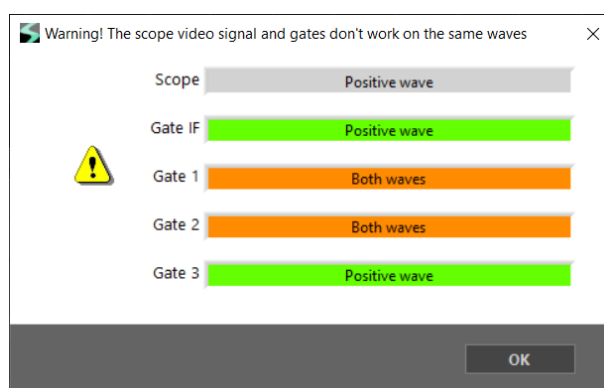 Warning! The scope video signal and gates don't work on the same waves
Scope Positive wave
Gate IF Positive wave
Gate 1 Both waves
Gate 2 Both waves
Gate 3 Positive wave
OK